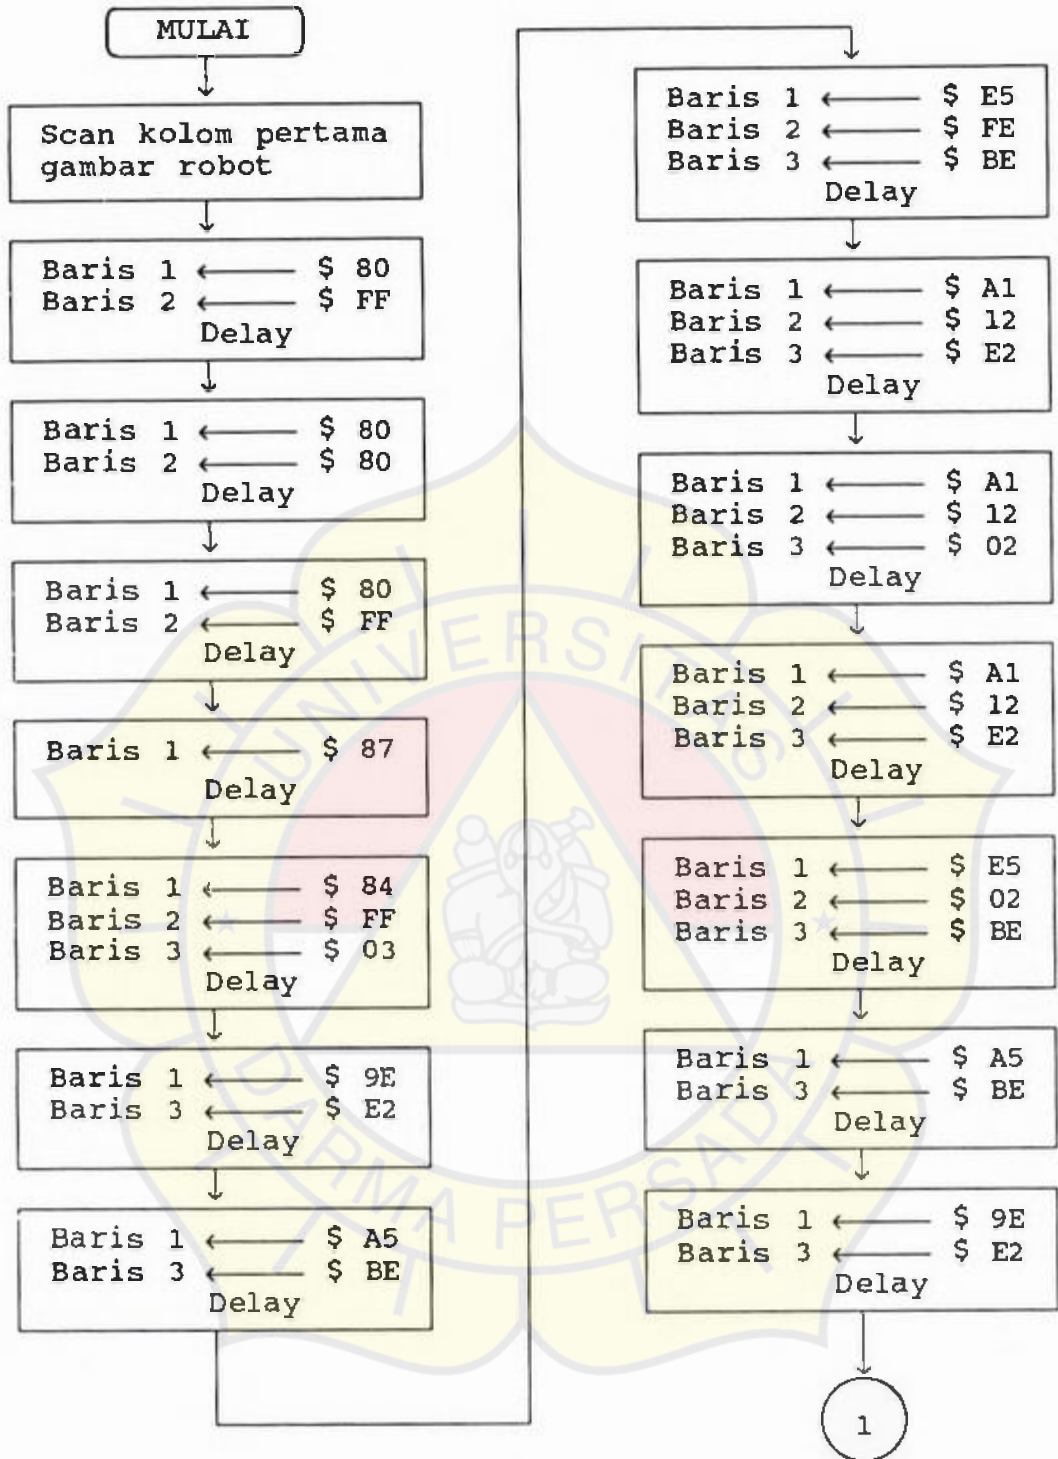 MULAI
Scan kolom pertama
gambar robot
Baris 1 ← $ 80
Baris 2 ← $ FF
Delay
Baris 1 ← $ 80
Baris 2 ← $ 80
Delay
Baris 1 ← $ 80
Baris 2 ← $ FF
Delay
Baris 1 ← $ 87
Delay
Baris 1 ← $ 84
Baris 2 ← $ FF
Baris 3 ← $ 03
Delay
Baris 1 ← $ 9E
Baris 3 ← $ E2
Delay
Baris 1 ← $ A5
Baris 3 ← $ BE
Delay
Baris 1 ← $ E5
Baris 2 ← $ FE
Baris 3 ← $ BE
Delay
Baris 1 ← $ A1
Baris 2 ← $ 12
Baris 3 ← $ E2
Delay
Baris 1 ← $ A1
Baris 2 ← $ 12
Baris 3 ← $ 02
Delay
Baris 1 ← $ A1
Baris 2 ← $ 12
Baris 3 ← $ E2
Delay
Baris 1 ← $ E5
Baris 2 ← $ 02
Baris 3 ← $ BE
Delay
Baris 1 ← $ A5
Baris 3 ← $ BE
Delay
Baris 1 ← $ 9E
Baris 3 ← $ E2
Delay
1
UNIVERSITAS
DARMA PERSADA